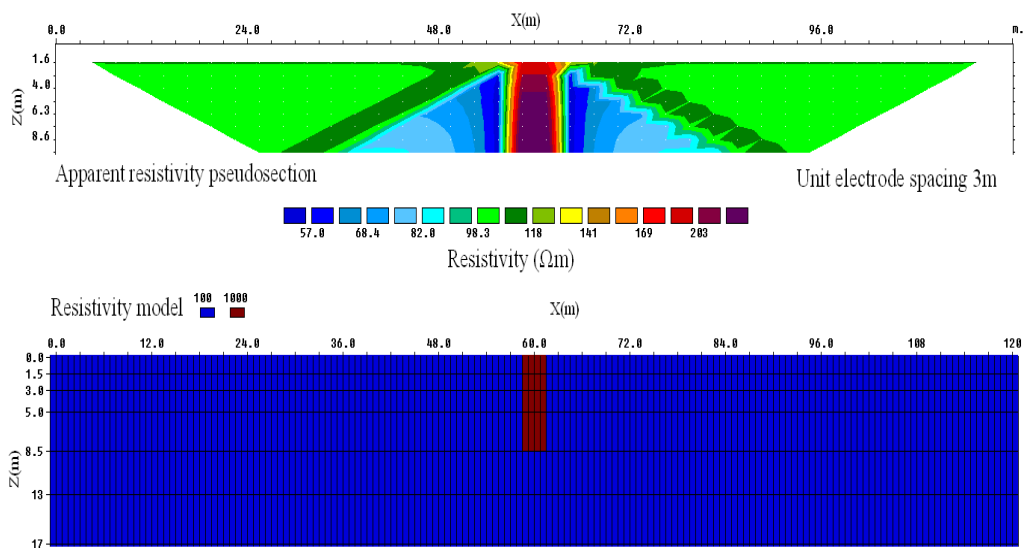 X(m)
0.0 24.0 48.0 72.0 96.0 m.
1.6
4.0
6.3
8.6
Z(m)
Apparent resistivity pseudosection Unit electrode spacing 3m
57.0 68.4 82.0 98.3 118 141 169 203
Resistivity (Ωm)
Resistivity model 100 1000 X(m)
0.0 12.0 24.0 36.0 48.0 60.0 72.0 84.0 96.0 108 120
0.0
1.5
3.0
5.0
8.5
13
17
Z(m)